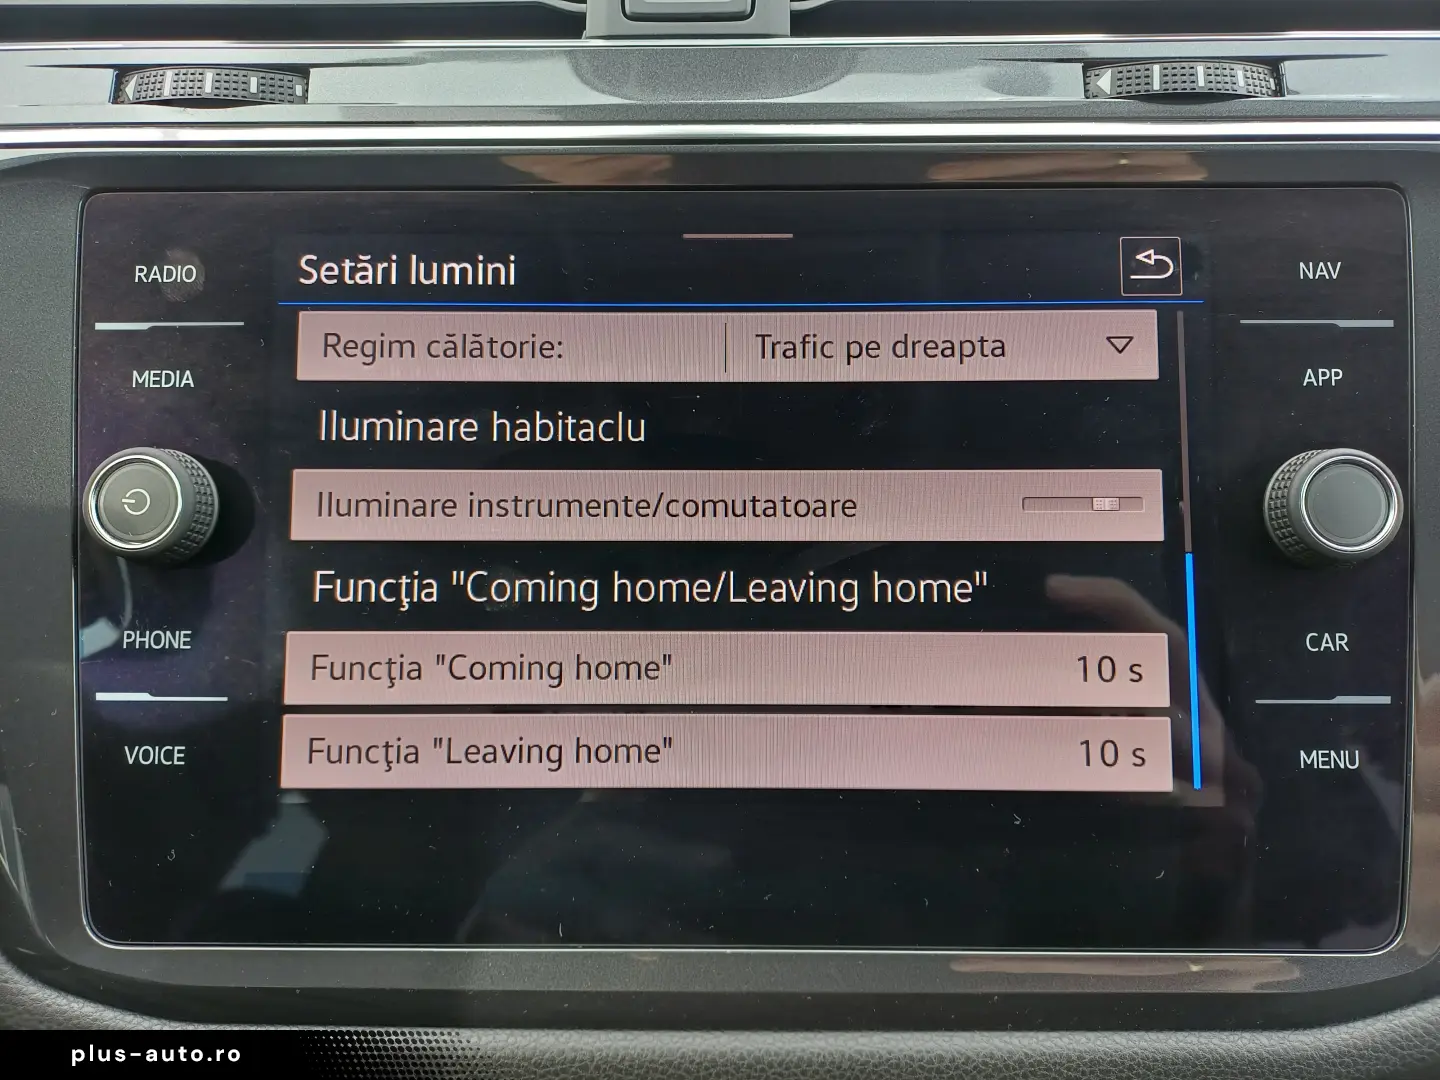 RADIO
MEDIA
PHONE
VOICE
Setări lumini
Regim călătorie: Trafic pe dreapta
Iluminare habitaclu
Iluminare instrumente/comutatoare
Funcţia "Coming home/Leaving home"
Funcţia "Coming home" 10 s
Funcţia "Leaving home" 10 s
NAV
APP
CAR
MENU
plus-auto.ro